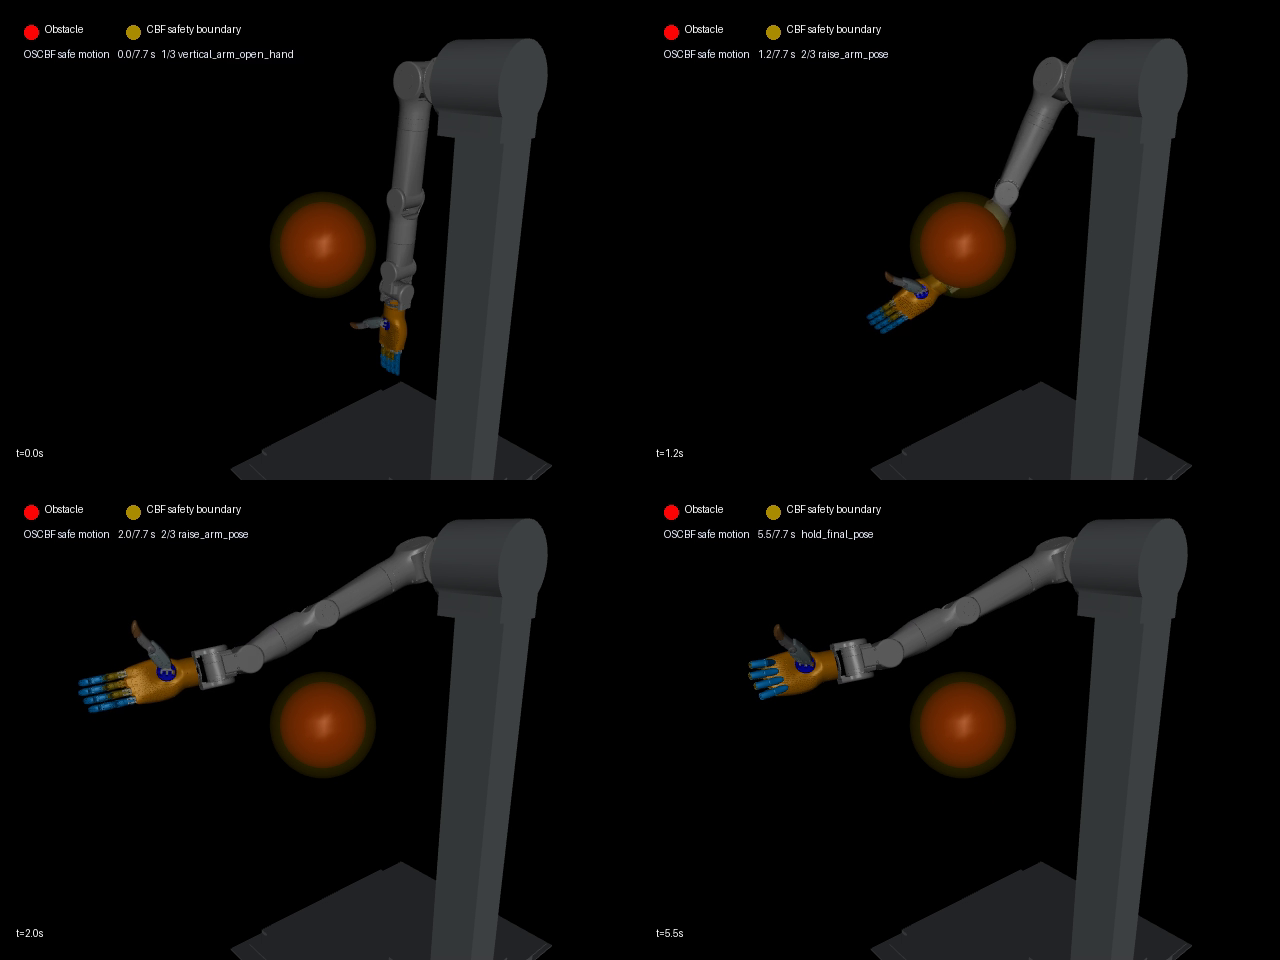 Obstacle CBF safety boundary
OSCBF safe motion 0.0/7.7 s 1/3 vertical_arm_open_hand
t=0.0s
Obstacle CBF safety boundary
OSCBF safe motion 1.2/7.7 s 2/3 raise_arm_pose
t=1.2s
Obstacle CBF safety boundary
OSCBF safe motion 2.0/7.7 s 2/3 raise_arm_pose
t=2.0s
Obstacle CBF safety boundary
OSCBF safe motion 5.5/7.7 s hold_final_pose
t=5.5s